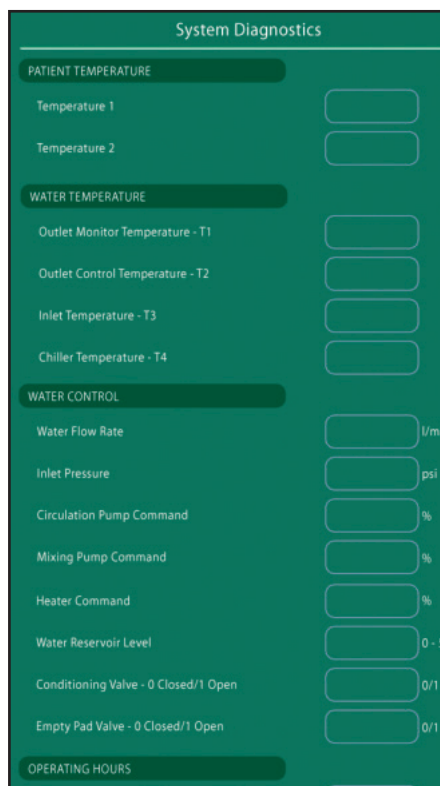 System Diagnostics
PATIENT TEMPERATURE
Temperature 1
Temperature 2
WATER TEMPERATURE
Outlet Monitor Temperature - T1
Outlet Control Temperature - T2
Inlet Temperature - T3
Chiller Temperature - T4
WATER CONTROL
Water Flow Rate l/m
Inlet Pressure psi
Circulation Pump Command %
Mixing Pump Command %
Heater Command %
Water Reservoir Level 0 - 5
Conditioning Valve - 0 Closed/1 Open 0/1
Empty Pad Valve - 0 Closed/1 Open 0/1
OPERATING HOURS